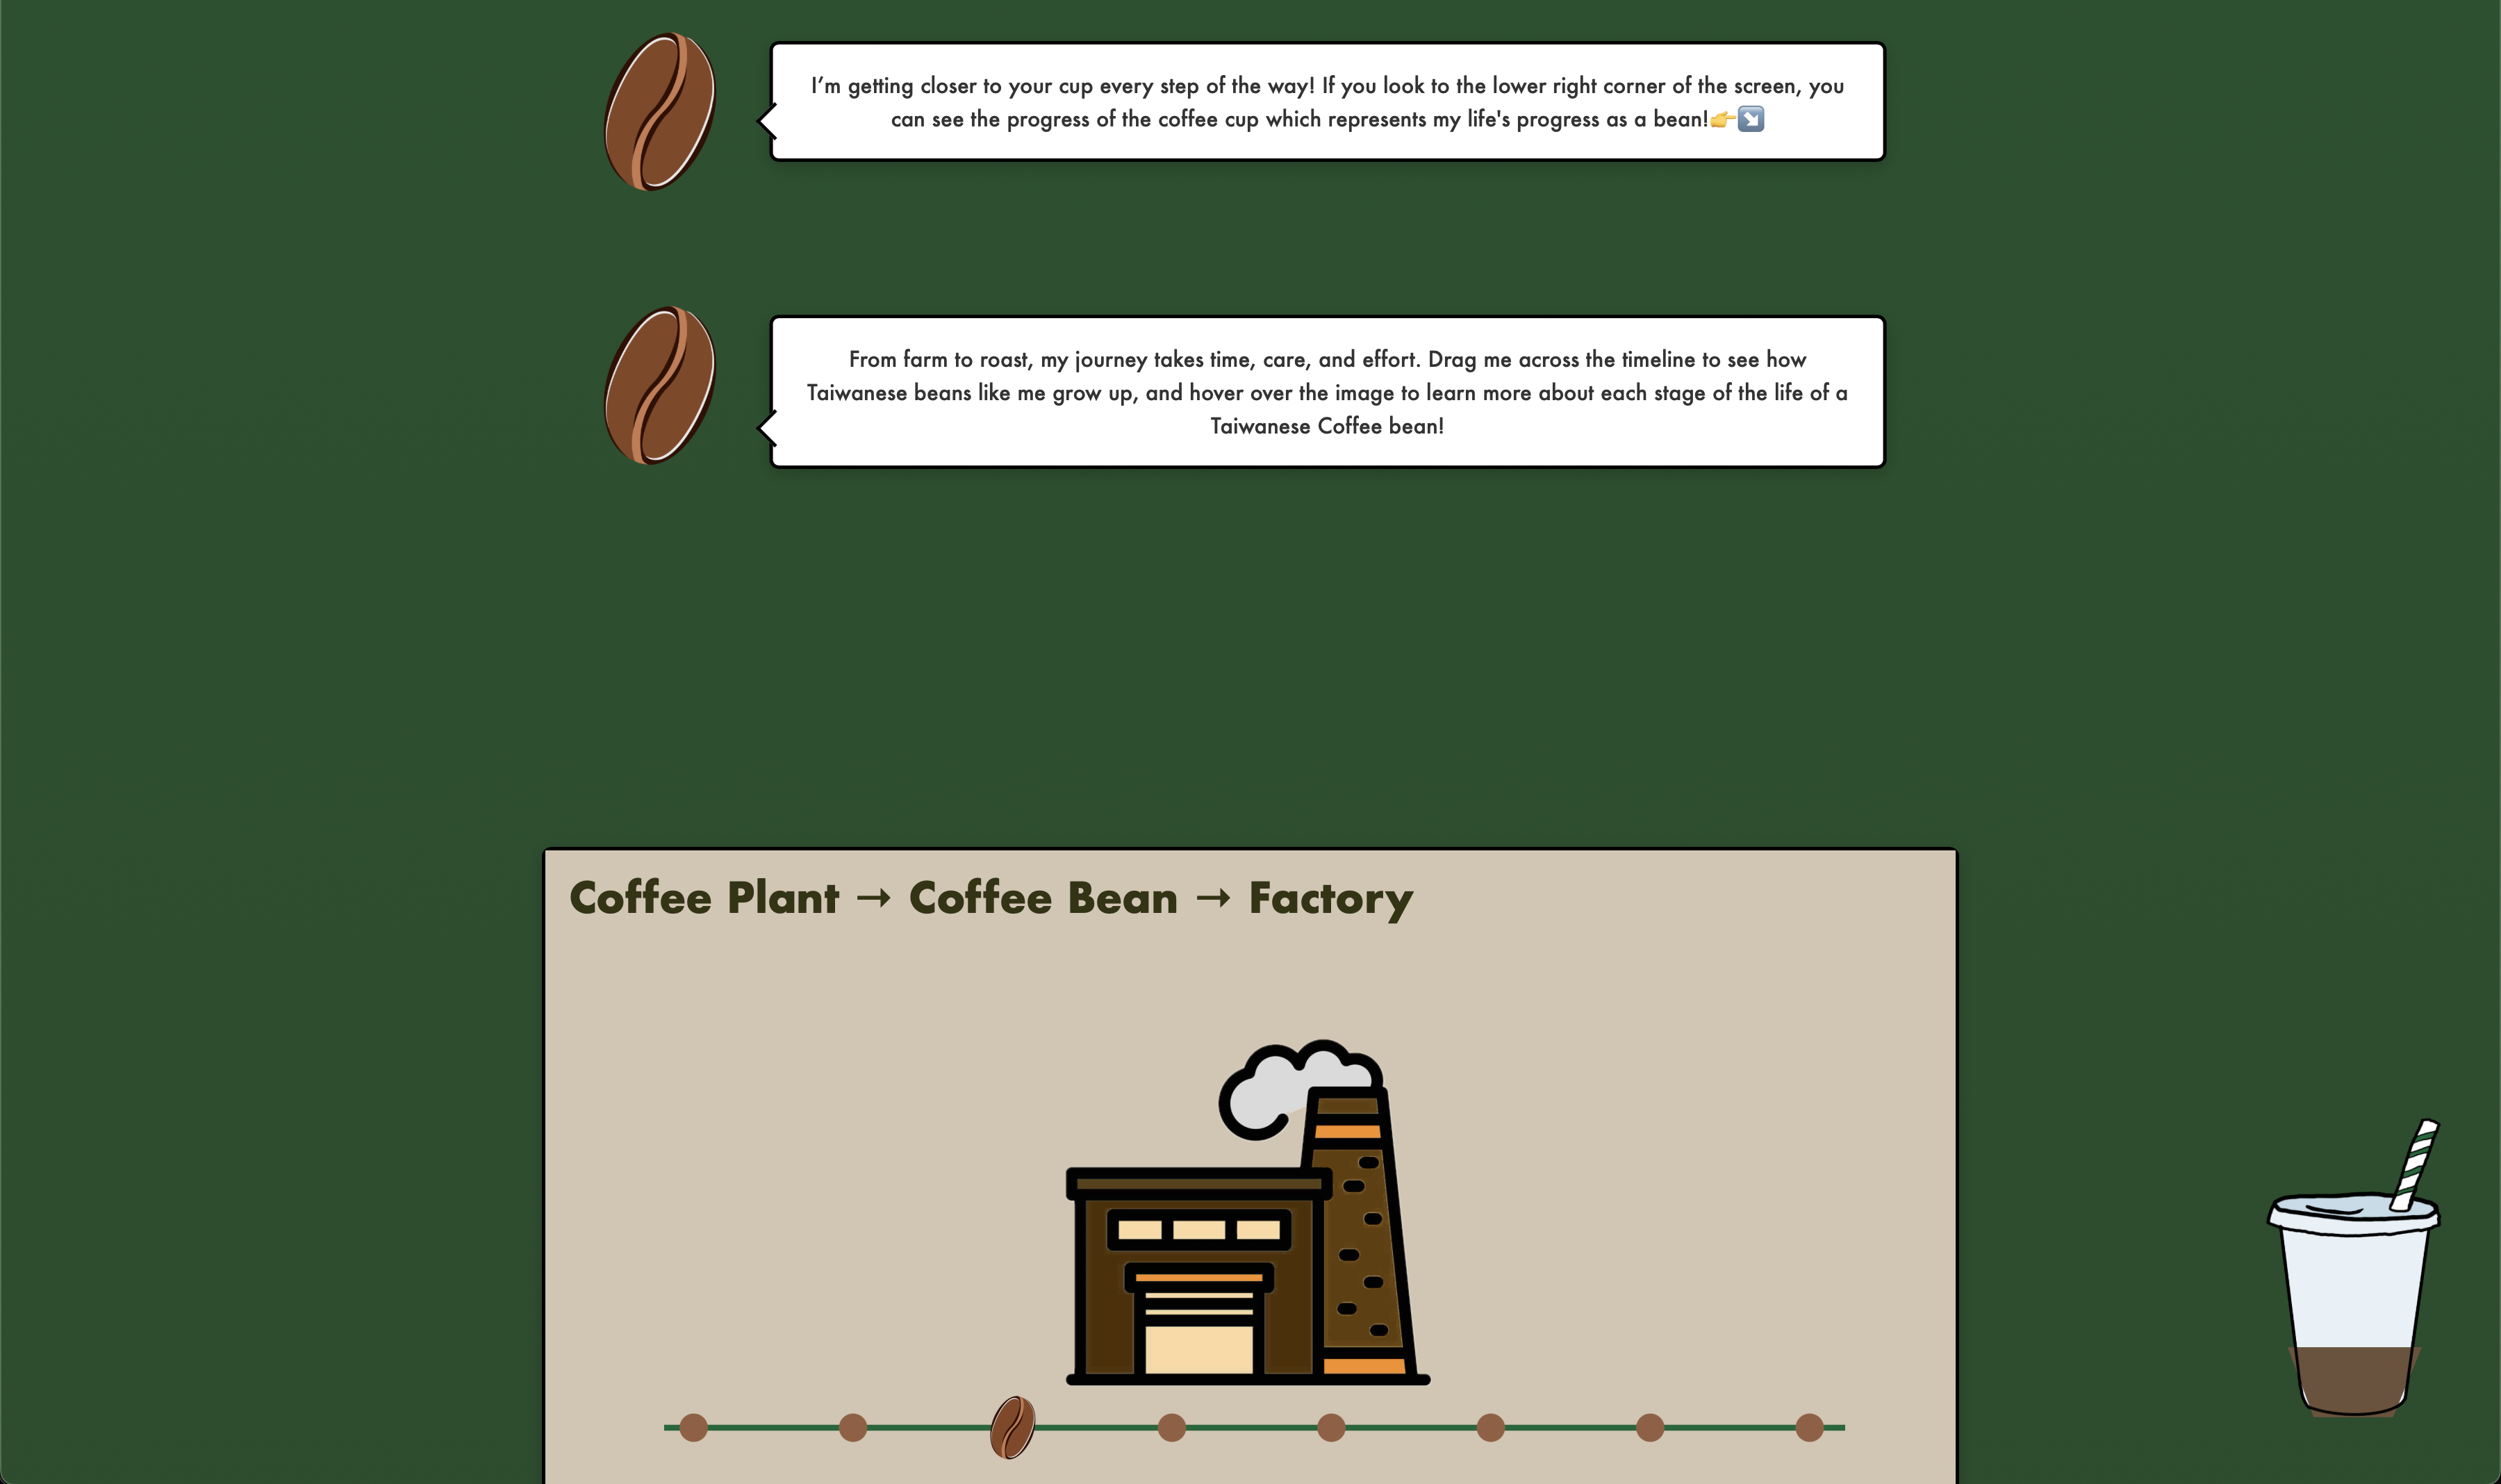 I’m getting closer to your cup every step of the way! If you look to the lower right corner of the screen, you
can see the progress of the coffee cup which represents my life's progress as a bean!👉↘️
From farm to roast, my journey takes time, care, and effort. Drag me across the timeline to see how
Taiwanese beans like me grow up, and hover over the image to learn more about each stage of the life of a
Taiwanese Coffee bean!
Coffee Plant → Coffee Bean → Factory